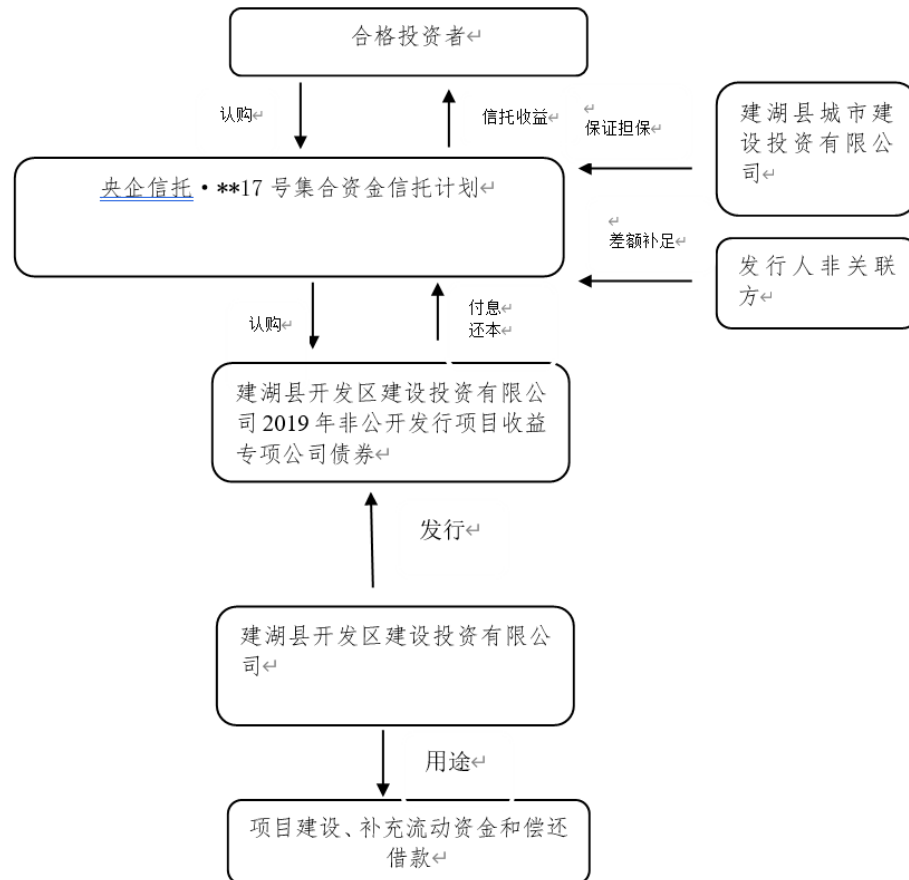 合格投资者↵
认购↵
信托收益↵
↵
保证担保↵
建湖县城市建
设投资有限公
司↵
央企信托·**17号集合资金信托计划↵
↵
差额补足↵
发行人非关联
方↵
认购↵
付息↵
还本↵
建湖县开发区建设投资有限公
司2019年非公开发行项目收益
专项公司债券↵
发行↵
建湖县开发区建设投资有限公
司↵
用途↵
项目建设、补充流动资金和偿还
借款↵